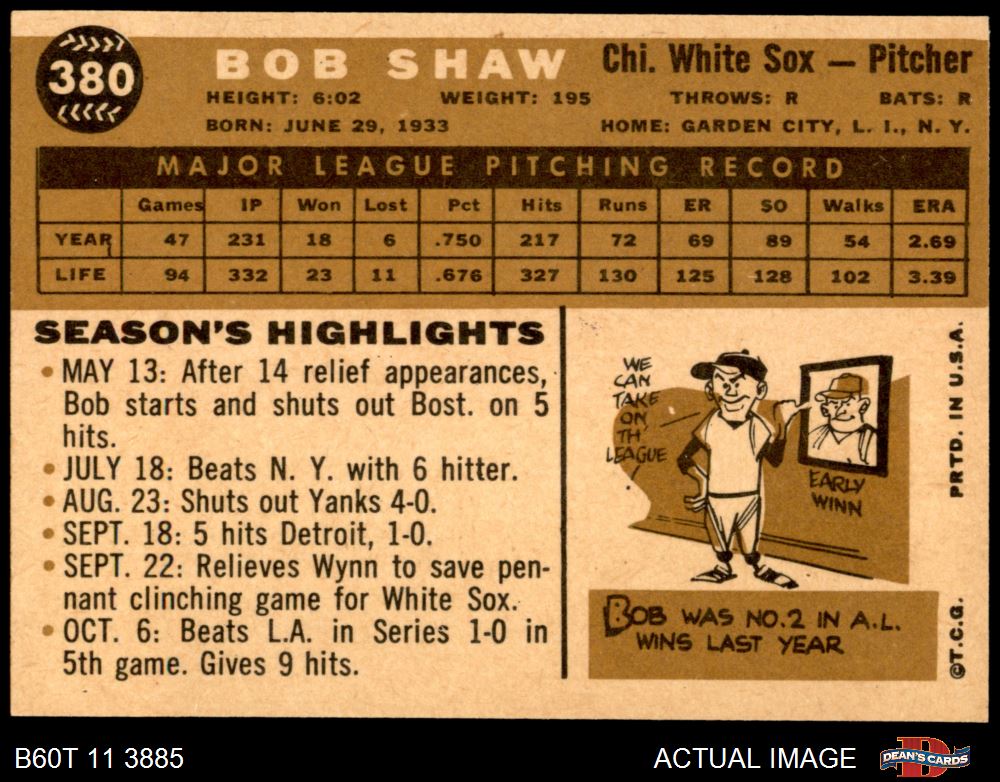 380
BOB SHAW
Chi. White Sox — Pitcher
HEIGHT: 6:02 WEIGHT: 195 THROWS: R BATS: R
BORN: JUNE 29, 1933 HOME: GARDEN CITY, L. I., N. Y.
MAJOR LEAGUE PITCHING RECORD
Games IP Won Lost Pct Hits Runs ER SO Walks ERA
YEAR 47 231 18 6 .750 217 72 69 89 54 2.69
LIFE 94 332 23 11 .676 327 130 125 128 102 3.39
SEASON'S HIGHLIGHTS
• MAY 13: After 14 relief appearances,
Bob starts and shuts out Bost. on 5
hits.
• JULY 18: Beats N. Y. with 6 hitter.
• AUG. 23: Shuts out Yanks 4-0.
• SEPT. 18: 5 hits Detroit, 1-0.
• SEPT. 22: Relieves Wynn to save pen-
nant clinching game for White Sox.
• OCT. 6: Beats L.A. in Series 1-0 in
5th game. Gives 9 hits.
WE
CAN
TAKE
ON
TH'
LEAGUE
EARLY
WINN
BOB WAS NO. 2 IN A.L.
WINS LAST YEAR
PRTD. IN U.S.A.
©T.C.G.
B60T 11 3885
ACTUAL IMAGE
DEAN'S CARDS